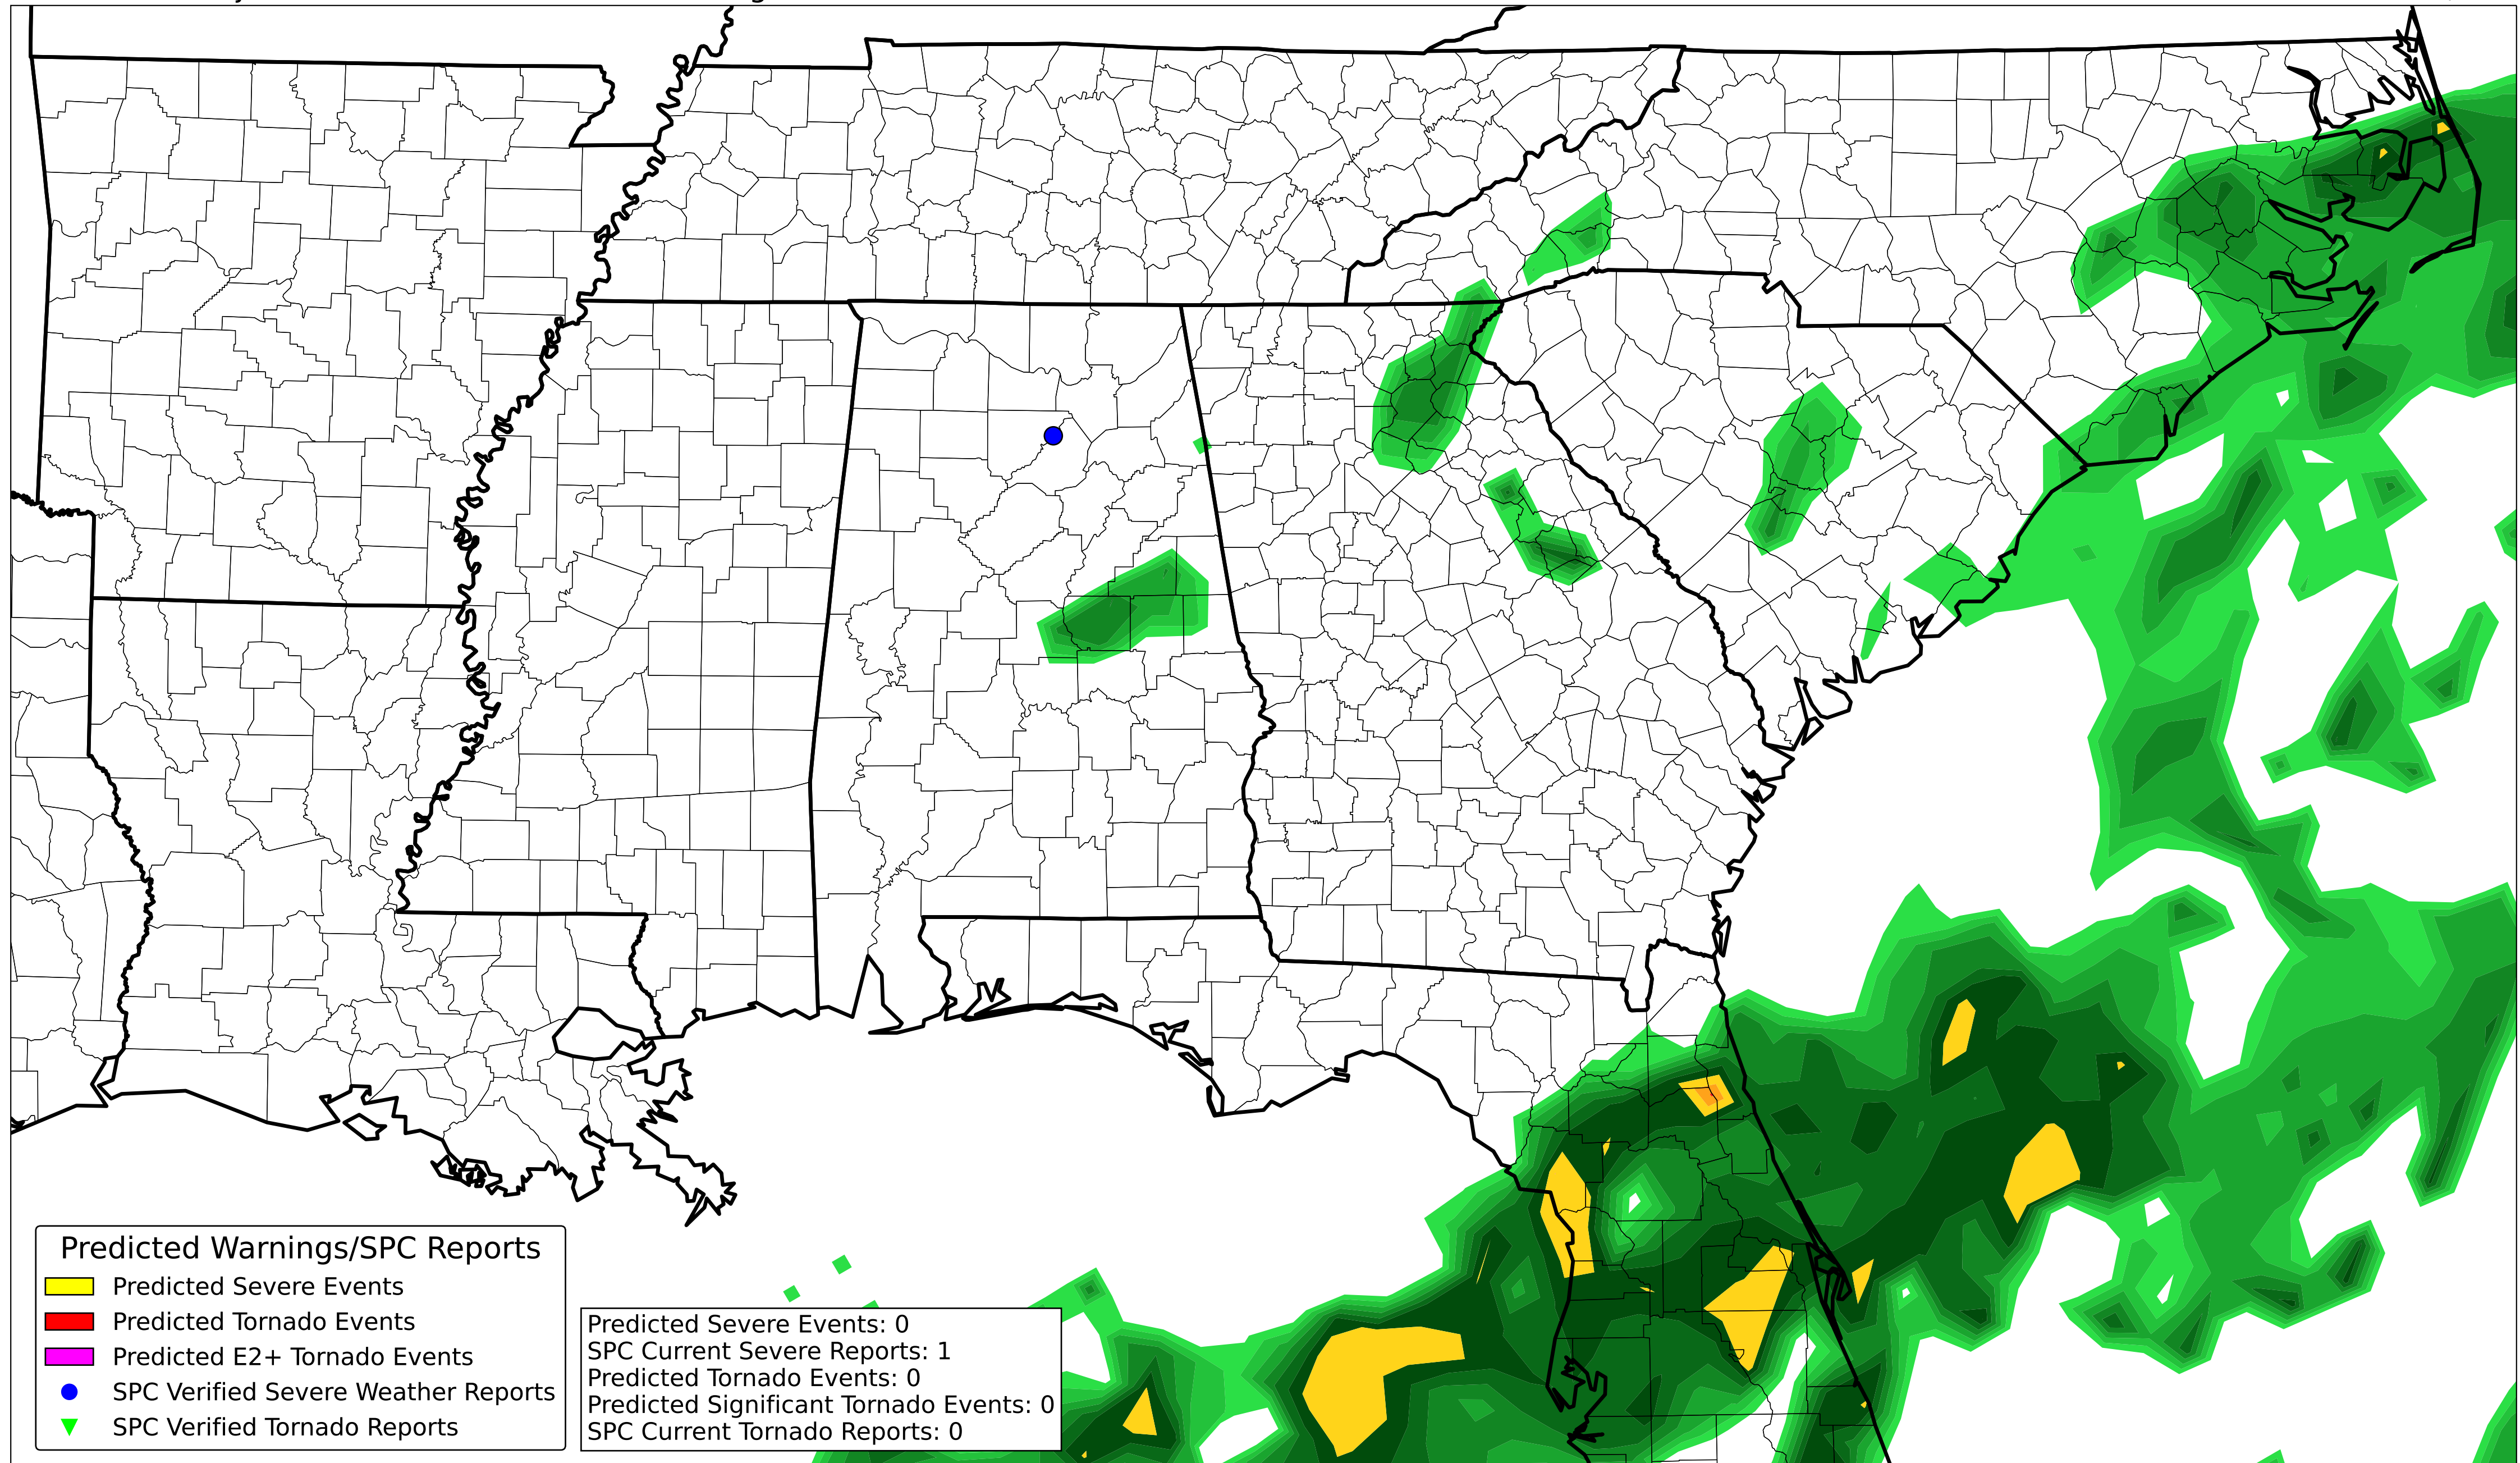 Predicted Warnings/SPC Reports
Predicted Severe Events
Predicted Tornado Events
Predicted E2+ Tornado Events
SPC Verified Severe Weather Reports
SPC Verified Tornado Reports
Predicted Severe Events: 0
SPC Current Severe Reports: 1
Predicted Tornado Events: 0
Predicted Significant Tornado Events: 0
SPC Current Tornado Reports: 0